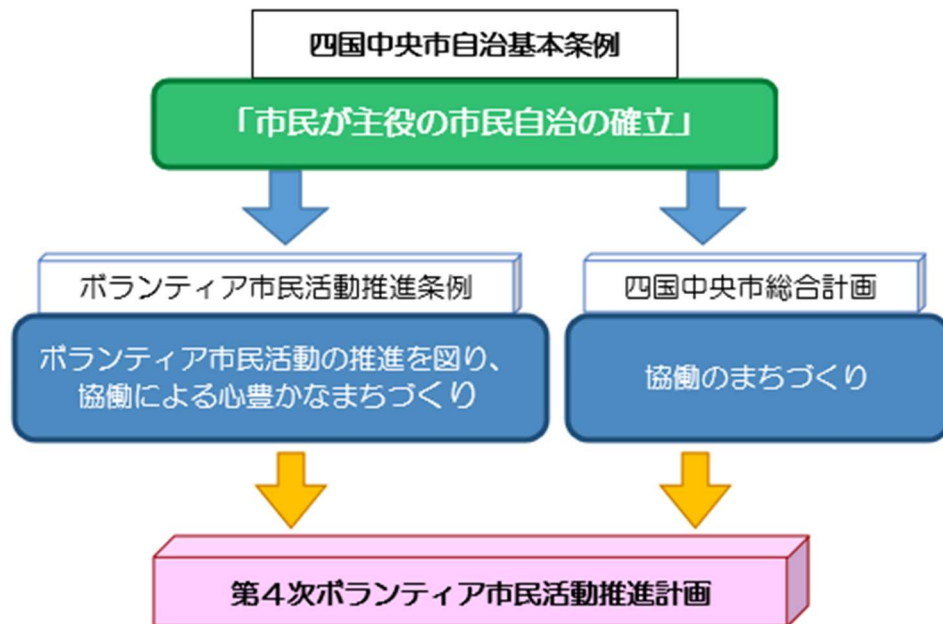 四国中央市自治基本条例
「市民が主役の市民自治の確立」
ボランティア市民活動推進条例
ボランティア市民活動の推進を図り、
協働による心豊かなまちづくり
四国中央市総合計画
協働のまちづくり
第4次ボランティア市民活動推進計画